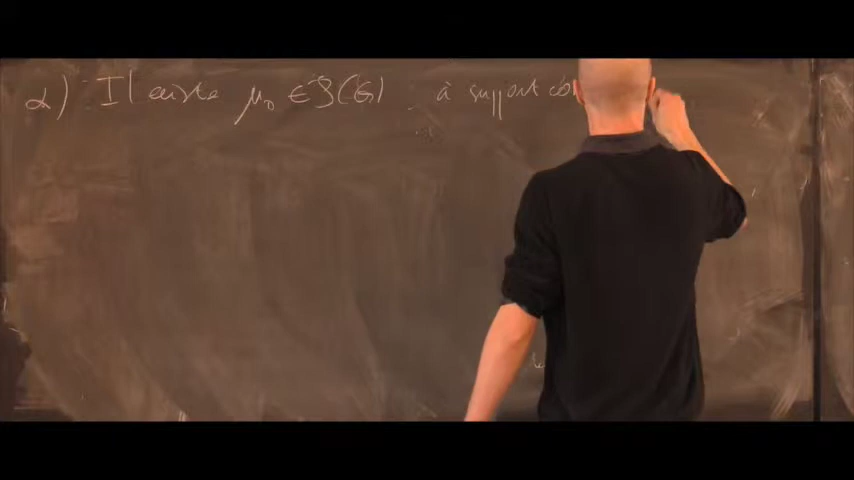 2) Il existe μ₀ ∈ P(G) à support co